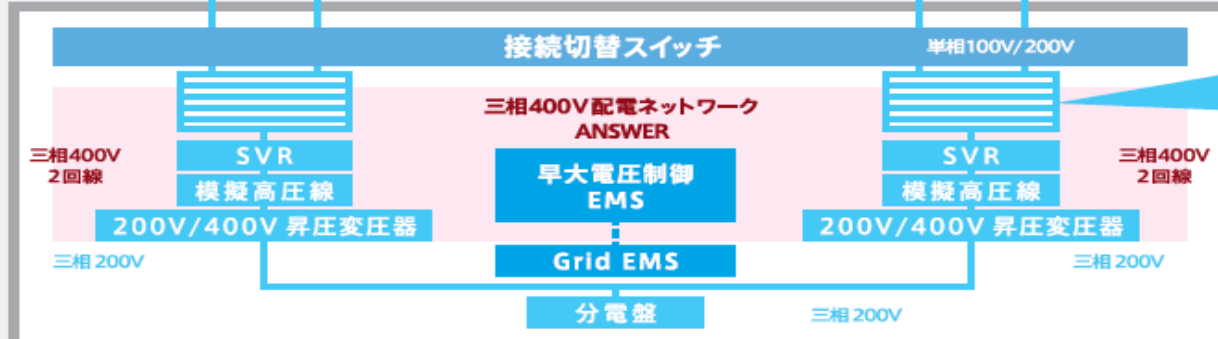 接続切替スイッチ
単相100V/200V
三相400V配電ネットワーク
ANSWER
三相400V
2回線
SVR
模擬高圧線
200V/400V 昇圧変圧器
早大電圧制御
EMS
SVR
模擬高圧線
200V/400V 昇圧変圧器
三相400V
2回線
三相 200V
Grid EMS
三相 200V
分電盤
三相 200V